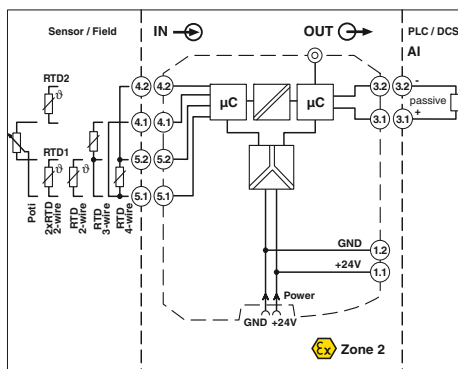 Sensor / Field
IN
OUT
PLC / DCS
AI
RTD2
ϑ
4.2 4.2
µC
µC
3.2 3.2
-
passive
+
4.1 4.1
3.1 3.1
RTD1
ϑ
ϑ
5.2 5.2
5.1 5.1
Poti
2xRTD
2-wire
RTD
2-wire
RTD
3-wire
RTD
4-wire
GND
1.2
+24V
1.1
Power
GND +24V
Ex Zone 2